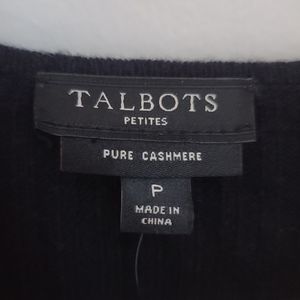 TALBOTS
PETITES
PURE CASHMERE
P
MADE IN
CHINA